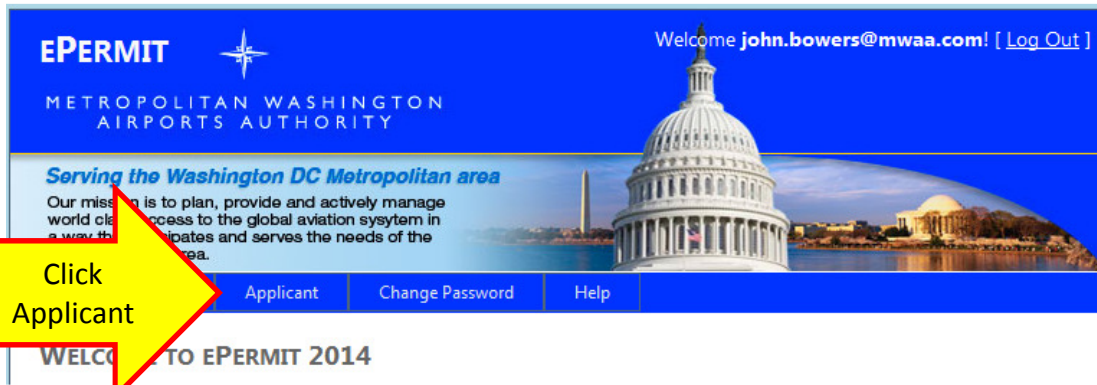 EPERMIT
Welcome john.bowers@mwaa.com! [ Log Out ]
METROPOLITAN WASHINGTON
AIRPORTS AUTHORITY
Serving the Washington DC Metropolitan area
Our is to plan, provide and actively manage
world access to the global aviation sysytem in
a way and serves the needs of the
Click
Applicant
Applicant
Change Password
Help
TO EPERMIT 2014